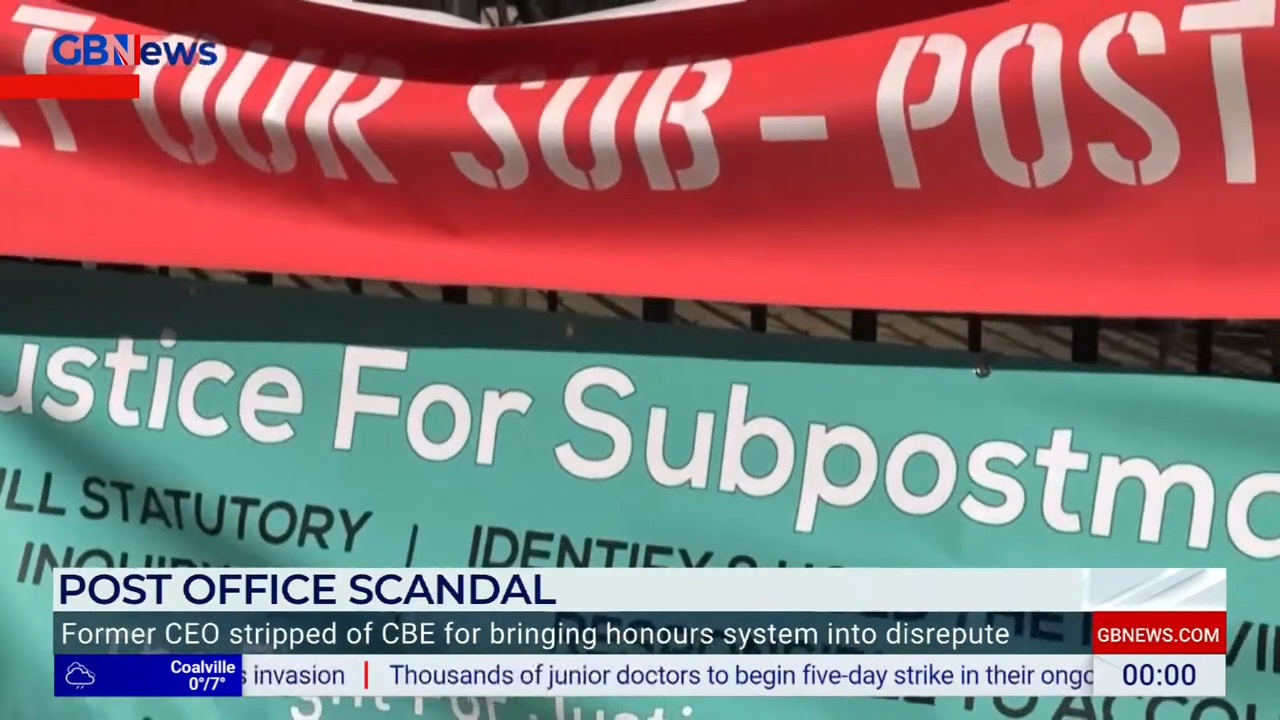 GBNews
OUR SUB-POST
ustice For Subpostm
ILL STATUTORY | IDENTIFY
POST OFFICE SCANDAL
Former CEO stripped of CBE for bringing honours system into disrepute
GBNEWS.COM
Coalville
0°/7°
s invasion | Thousands of junior doctors to begin five-day strike in their ongo
00:00